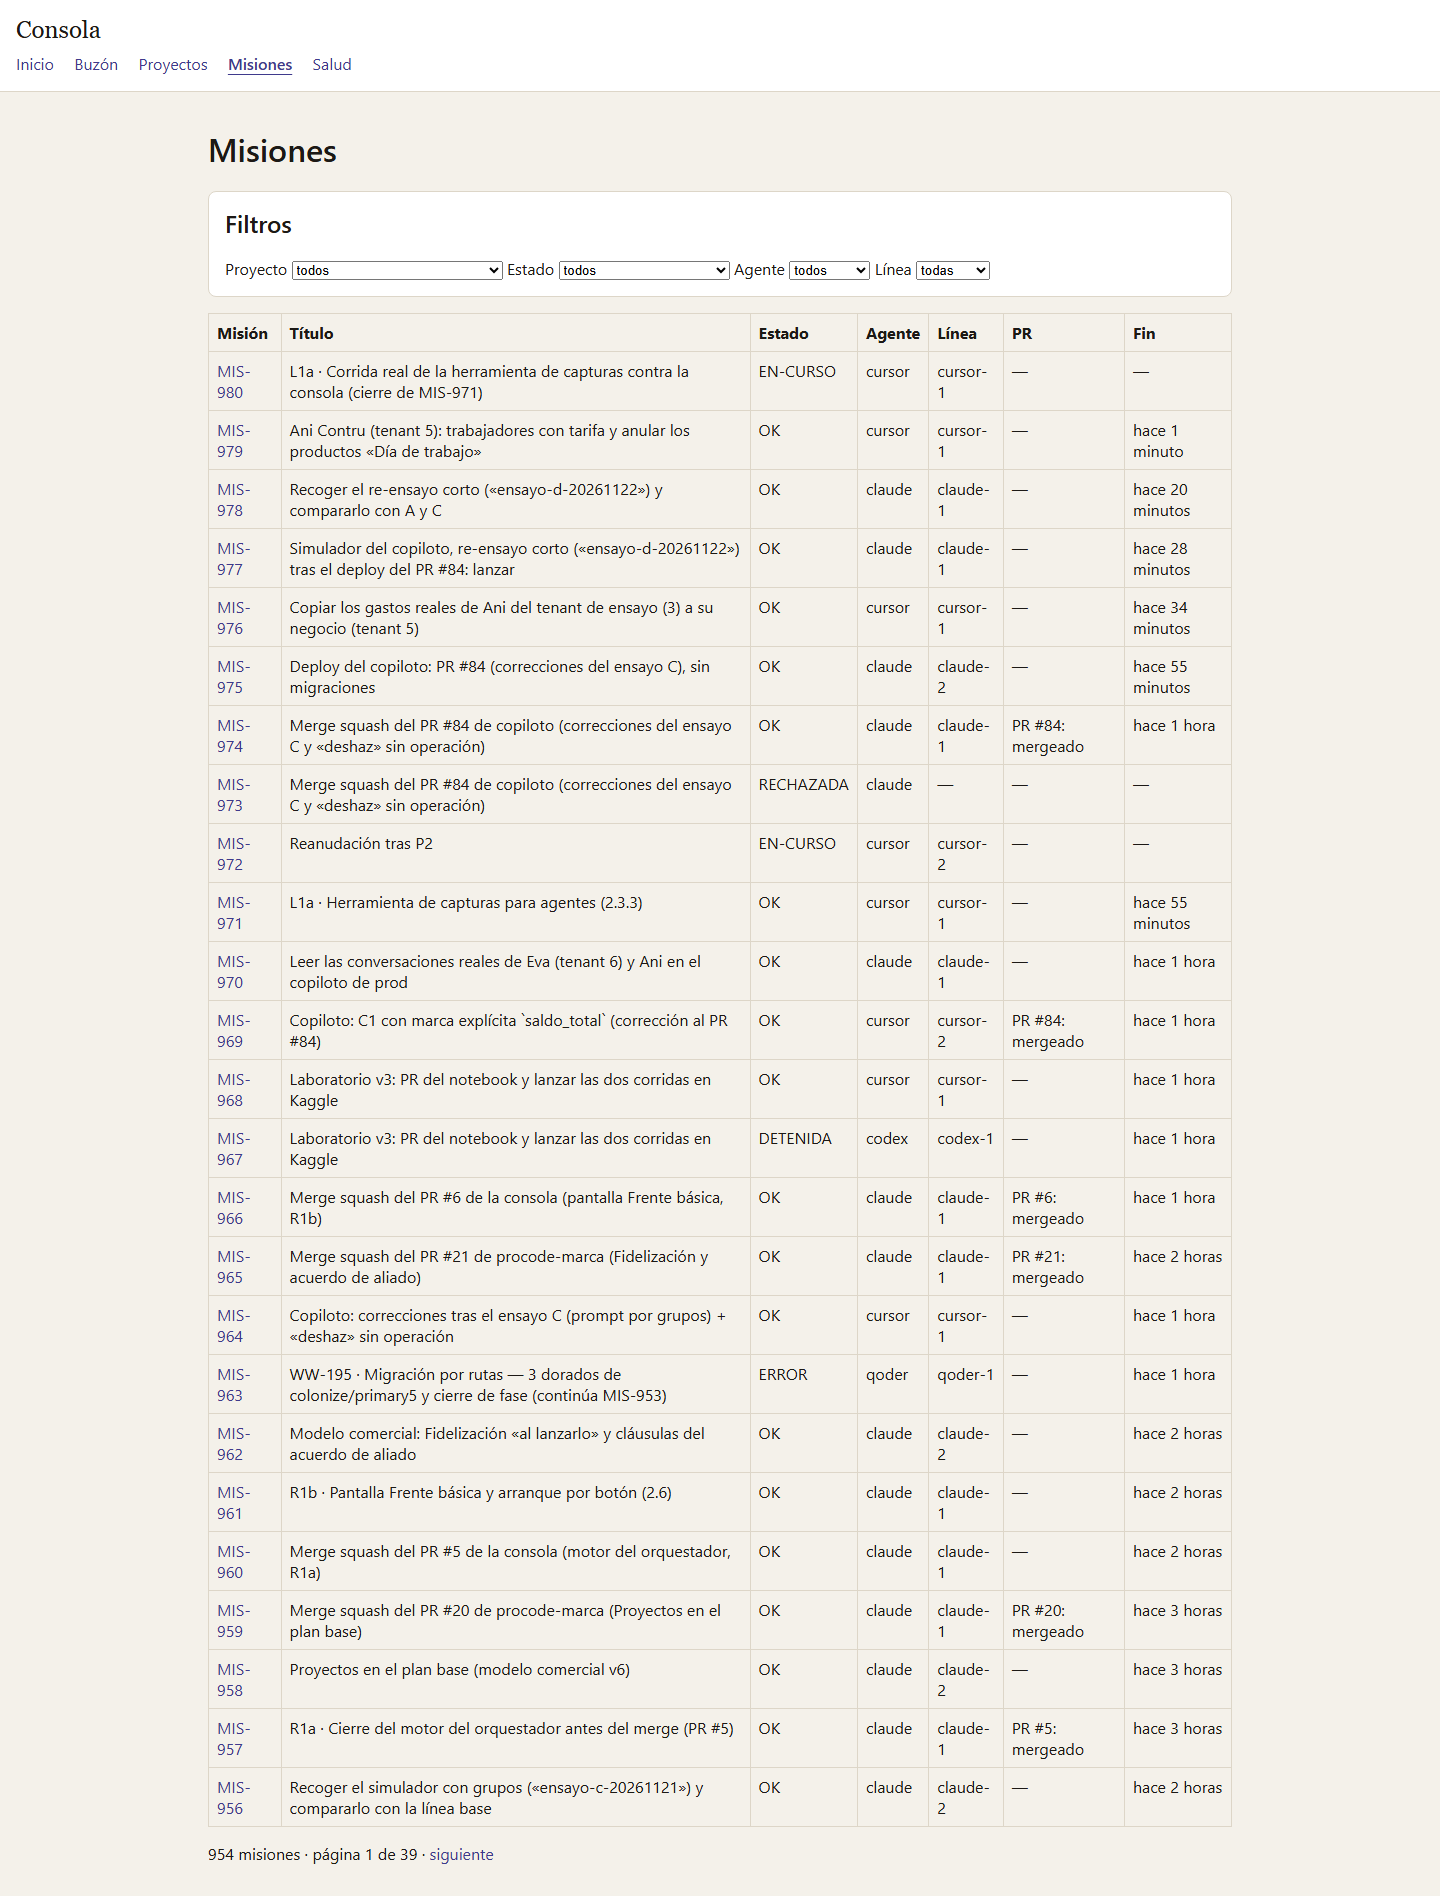 Consola
Inicio Buzón Proyectos Misiones Salud
Misiones
Filtros
Proyecto todos Estado todos Agente todos Línea todas
Misión Título Estado Agente Línea PR Fin
MIS-980 L1a · Corrida real de la herramienta de capturas contra la consola (cierre de MIS-971) EN-CURSO cursor cursor-1 — —
MIS-979 Ani Contru (tenant 5): trabajadores con tarifa y anular los productos «Día de trabajo» OK cursor cursor-1 — hace 1 minuto
MIS-978 Recoger el re-ensayo corto («ensayo-d-20261122») y compararlo con A y C OK claude claude-1 — hace 20 minutos
MIS-977 Simulador del copiloto, re-ensayo corto («ensayo-d-20261122») tras el deploy del PR #84: lanzar OK claude claude-1 — hace 28 minutos
MIS-976 Copiar los gastos reales de Ani del tenant de ensayo (3) a su negocio (tenant 5) OK cursor cursor-1 — hace 34 minutos
MIS-975 Deploy del copiloto: PR #84 (correcciones del ensayo C), sin migraciones OK claude claude-2 — hace 55 minutos
MIS-974 Merge squash del PR #84 de copiloto (correcciones del ensayo C y «deshaz» sin operación) OK claude claude-1 PR #84: mergeado hace 1 hora
MIS-973 Merge squash del PR #84 de copiloto (correcciones del ensayo C y «deshaz» sin operación) RECHAZADA claude — — —
MIS-972 Reanudación tras P2 EN-CURSO cursor cursor-2 — —
MIS-971 L1a · Herramienta de capturas para agentes (2.3.3) OK cursor cursor-1 — hace 55 minutos
MIS-970 Leer las conversaciones reales de Eva (tenant 6) y Ani en el copiloto de prod OK claude claude-1 — hace 1 hora
MIS-969 Copiloto: C1 con marca explícita `saldo_total` (corrección al PR #84) OK cursor cursor-2 PR #84: mergeado hace 1 hora
MIS-968 Laboratorio v3: PR del notebook y lanzar las dos corridas en Kaggle OK cursor cursor-1 — hace 1 hora
MIS-967 Laboratorio v3: PR del notebook y lanzar las dos corridas en Kaggle DETENIDA codex codex-1 — hace 1 hora
MIS-966 Merge squash del PR #6 de la consola (pantalla Frente básica, R1b) OK claude claude-1 PR #6: mergeado hace 1 hora
MIS-965 Merge squash del PR #21 de procode-marca (Fidelización y acuerdo de aliado) OK claude claude-1 PR #21: mergeado hace 2 horas
MIS-964 Copiloto: correcciones tras el ensayo C (prompt por grupos) + «deshaz» sin operación OK cursor cursor-1 — hace 1 hora
MIS-963 WW-195 · Migración por rutas — 3 dorados de colonize/primary5 y cierre de fase (continúa MIS-953) ERROR qoder qoder-1 — hace 1 hora
MIS-962 Modelo comercial: Fidelización «al lanzarlo» y cláusulas del acuerdo de aliado OK claude claude-2 — hace 2 horas
MIS-961 R1b · Pantalla Frente básica y arranque por botón (2.6) OK claude claude-1 — hace 2 horas
MIS-960 Merge squash del PR #5 de la consola (motor del orquestador, R1a) OK claude claude-1 — hace 2 horas
MIS-959 Merge squash del PR #20 de procode-marca (Proyectos en el plan base) OK claude claude-1 PR #20: mergeado hace 3 horas
MIS-958 Proyectos en el plan base (modelo comercial v6) OK claude claude-2 — hace 3 horas
MIS-957 R1a · Cierre del motor del orquestador antes del merge (PR #5) OK claude claude-1 PR #5: mergeado hace 3 horas
MIS-956 Recoger el simulador con grupos («ensayo-c-20261121») y compararlo con la línea base OK claude claude-2 — hace 2 horas
954 misiones · página 1 de 39 · siguiente